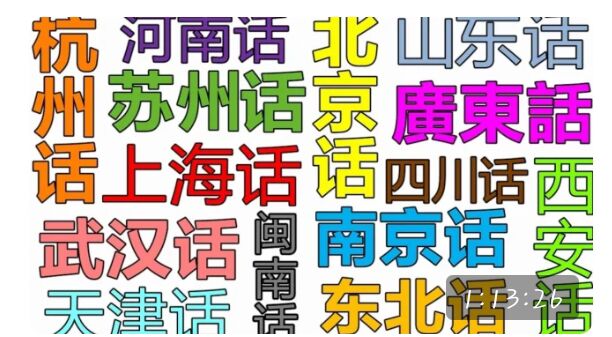 杭州话
河南话
北京话
山东话
苏州话
廣東話
上海话
四川话
西安话
武汉话
闽南话
南京话
天津话
东北话
1:13:26